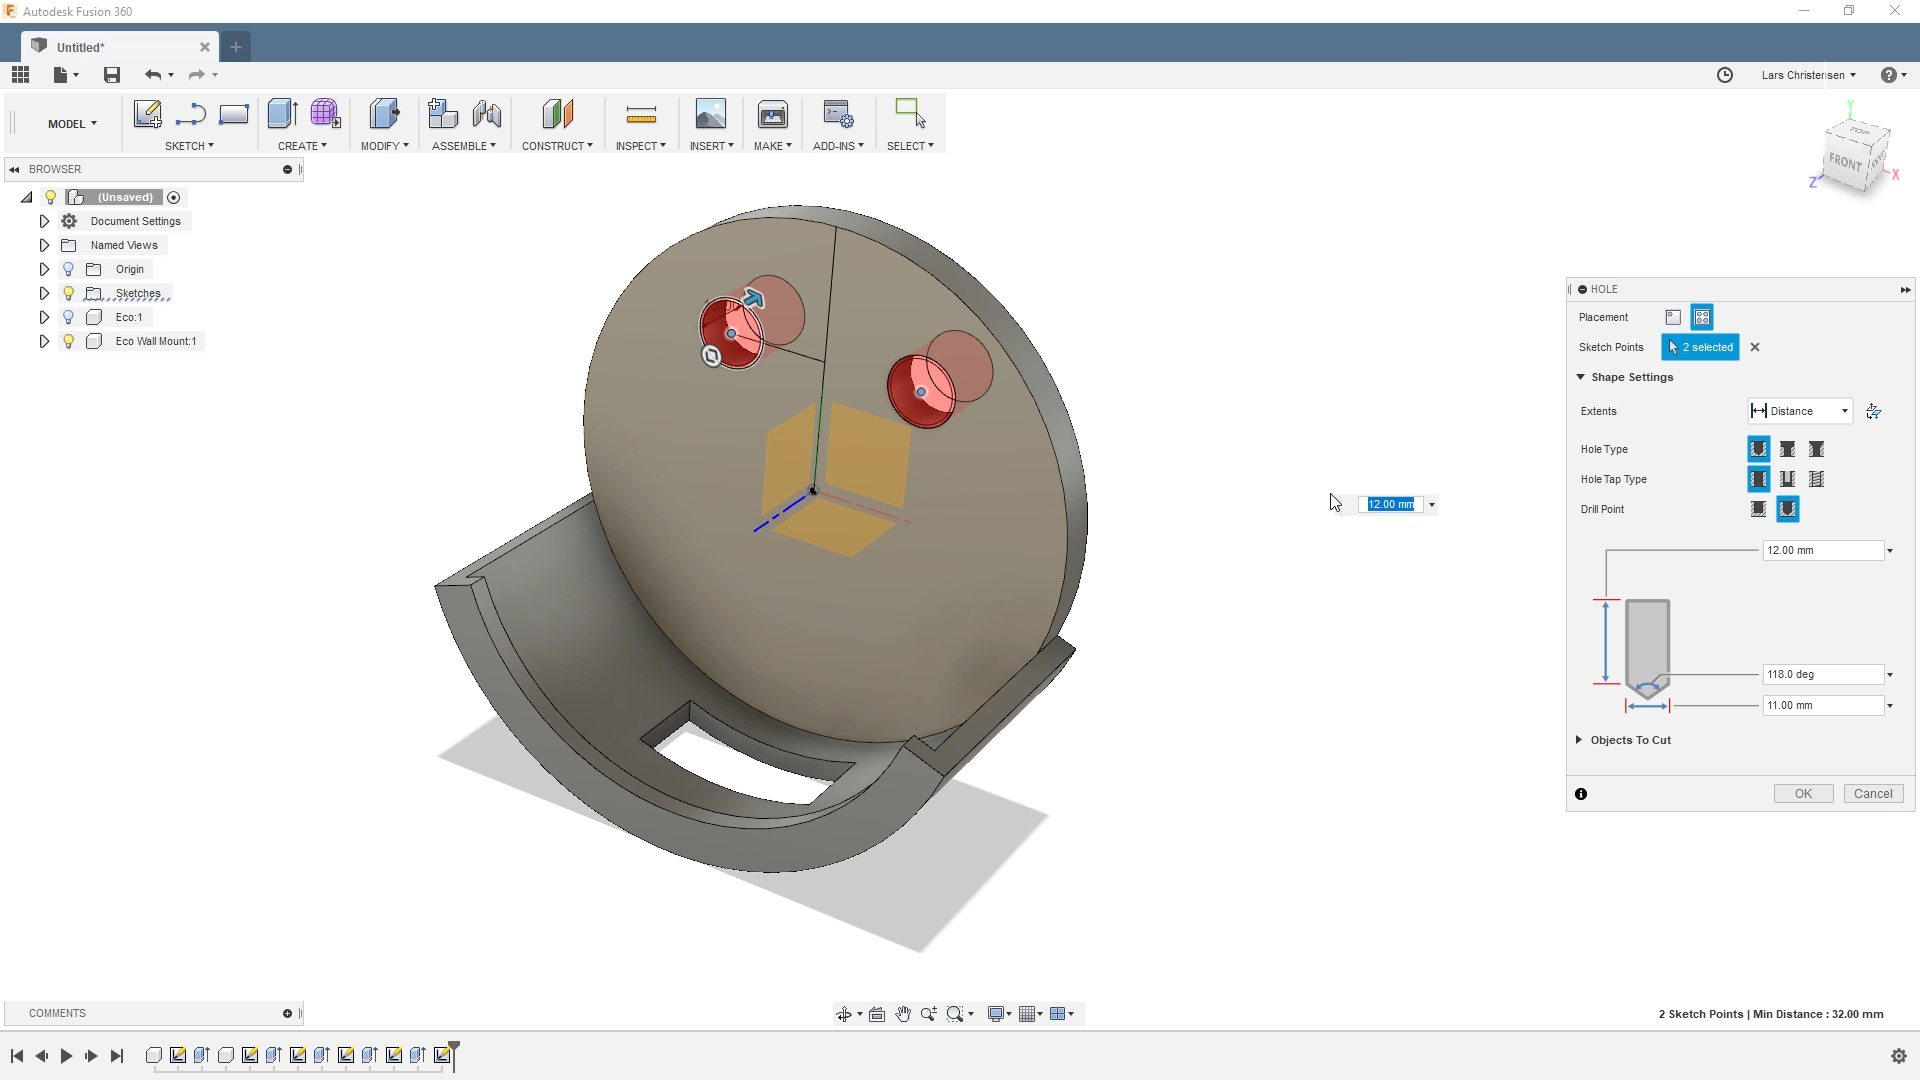 Autodesk Fusion 360
Untitled*
Lars Christensen
MODEL
SKETCH
CREATE
MODIFY
ASSEMBLE
CONSTRUCT
INSPECT
INSERT
MAKE
ADD-INS
SELECT
TOP
FRONT
Y
Z
X
BROWSER
(Unsaved)
Document Settings
Named Views
Origin
Sketches
Eco:1
Eco Wall Mount:1
12.00 mm
HOLE
Placement
Sketch Points 2 selected
Shape Settings
Extents Distance
Hole Type
Hole Tap Type
Drill Point
12.00 mm
118.0 deg
11.00 mm
Objects To Cut
OK Cancel
COMMENTS
2 Sketch Points | Min Distance : 32.00 mm